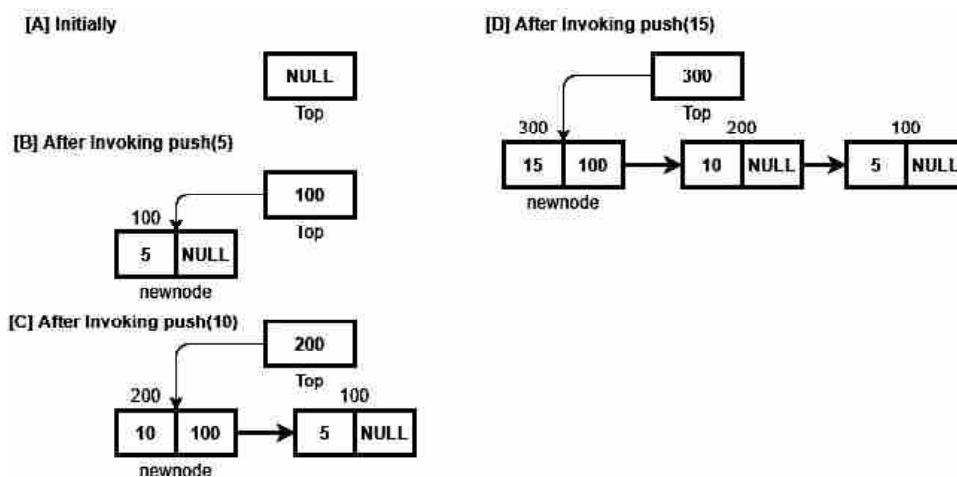 [A] Initially
NULL
Top
[B] After Invoking push(5)
100
Top
100
5 NULL
newnode
[C] After Invoking push(10)
200
Top
200
100
10 100
5 NULL
newnode
[D] After Invoking push(15)
300
Top
300
200
100
15 100
10 NULL
5 NULL
newnode